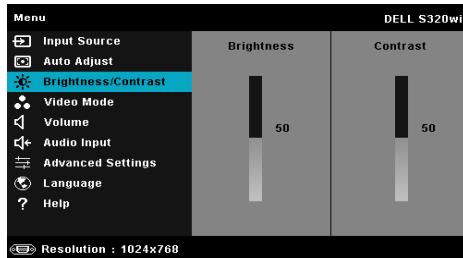 Menu DELL S320wi
Input Source
Auto Adjust
Brightness/Contrast
Video Mode
Volume
Audio Input
Advanced Settings
Language
Help
Brightness
50
Contrast
50
Resolution : 1024x768